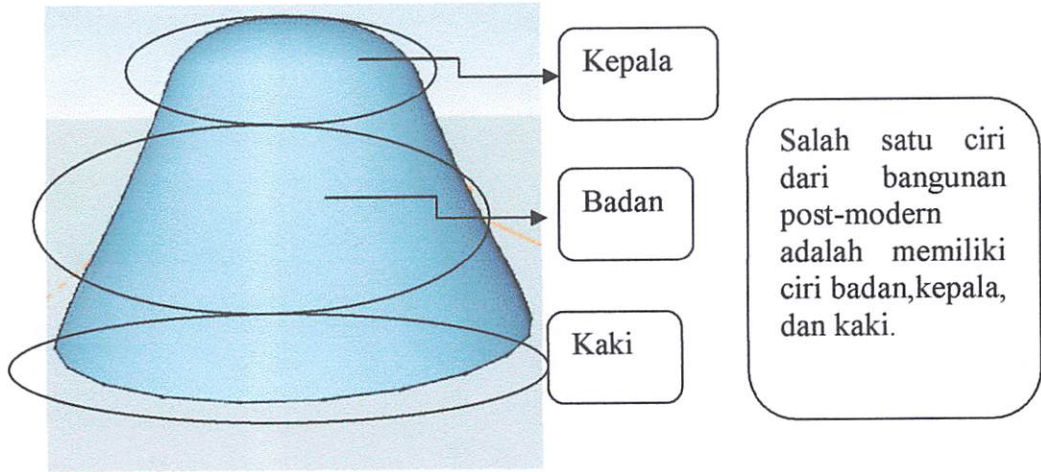 Kepala
Badan
Kaki
Salah satu ciri
dari bangunan
post-modern
adalah memiliki
ciri badan,kepala,
dan kaki.